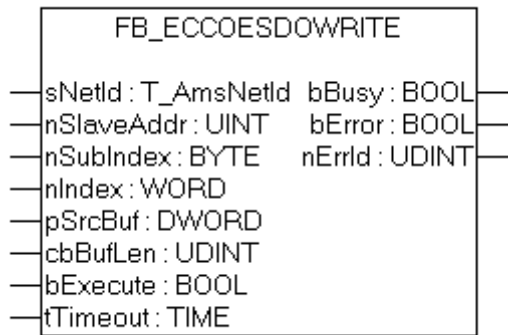 FB_ECCOESDOWRITE
sNetId : T_AmsNetId bBusy : BOOL
nSlaveAddr : UINT bError : BOOL
nSubIndex : BYTE nErrId : UDINT
nIndex : WORD
pSrcBuf : DWORD
cbBufLen : UDINT
bExecute : BOOL
tTimeout : TIME